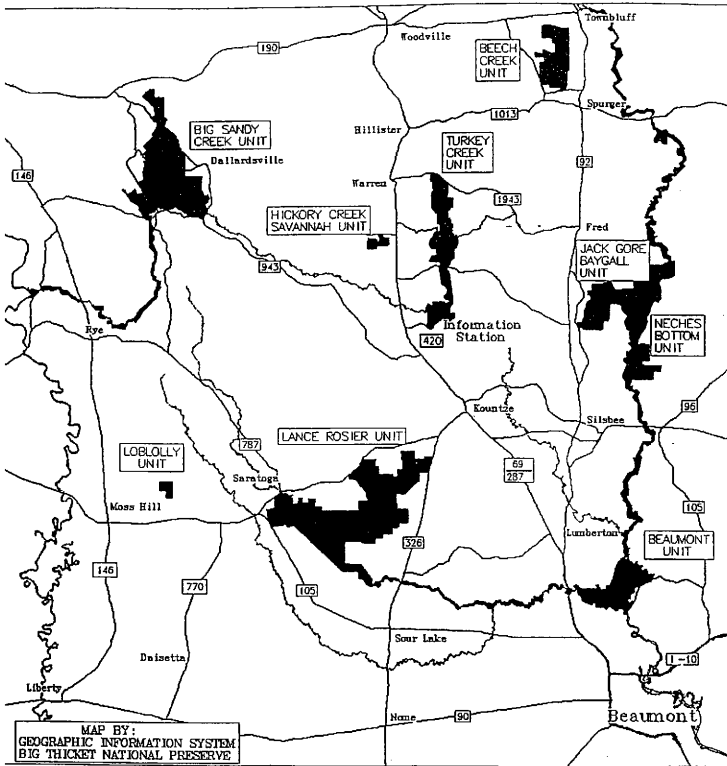 Townbluff
Woodville
BEECH
CREEK
UNIT
190
Spurger
1013
BIG SANDY
CREEK UNIT
Hillister
Dallardsville
TURKEY
CREEK
UNIT
92
146
Warren
1943
HICKORY CREEK
SAVANNAH UNIT
Fred
JACK GORE
BAYGALL
UNIT
943
Rye
Information
Station
NECHES
BOTTOM
UNIT
420
Kountze
96
Silsbee
787
LANCE ROSIER UNIT
LOBLOLLY
UNIT
69
287
Saratoga
Moss Hill
105
Lumberton
BEAUMONT
UNIT
326
146
770
105
Sour Lake
Daisetta
I-10
Liberty
Nome
90
Beaumont
MAP BY:
GEOGRAPHIC INFORMATION SYSTEM
BIG THICKET NATIONAL PRESERVE